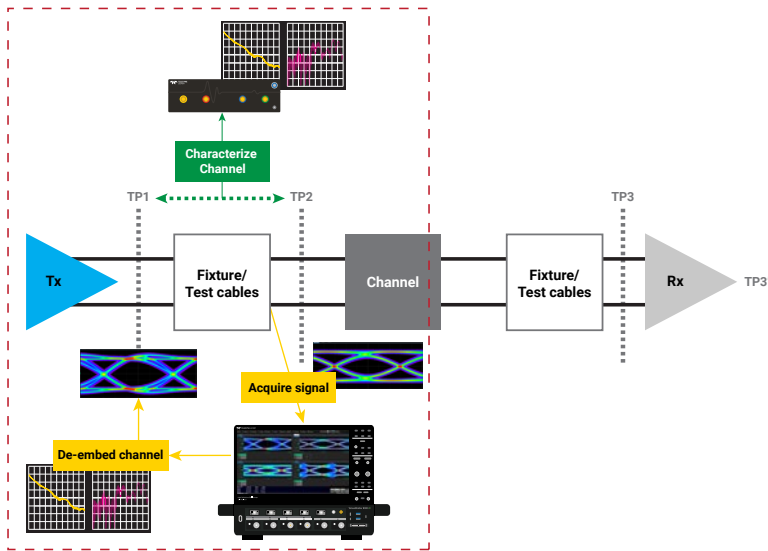 Characterize
Channel
TP1
TP2
TP3
Tx
Fixture/
Test cables
Channel
Fixture/
Test cables
Rx
TP3
Acquire signal
De-embed channel